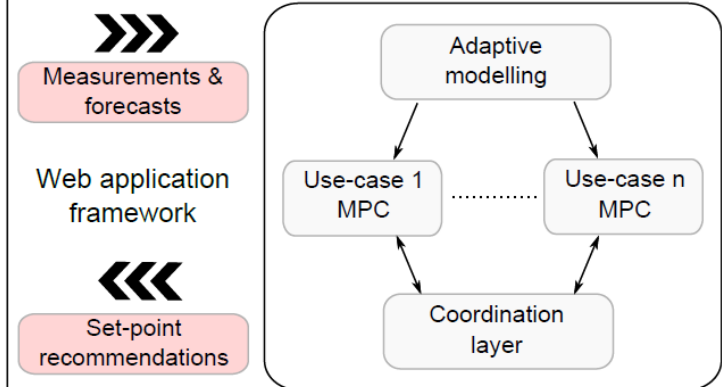 Measurements &
forecasts
Web application
framework
Set-point
recommendations
Adaptive
modelling
Use-case 1
MPC
Use-case n
MPC
Coordination
layer